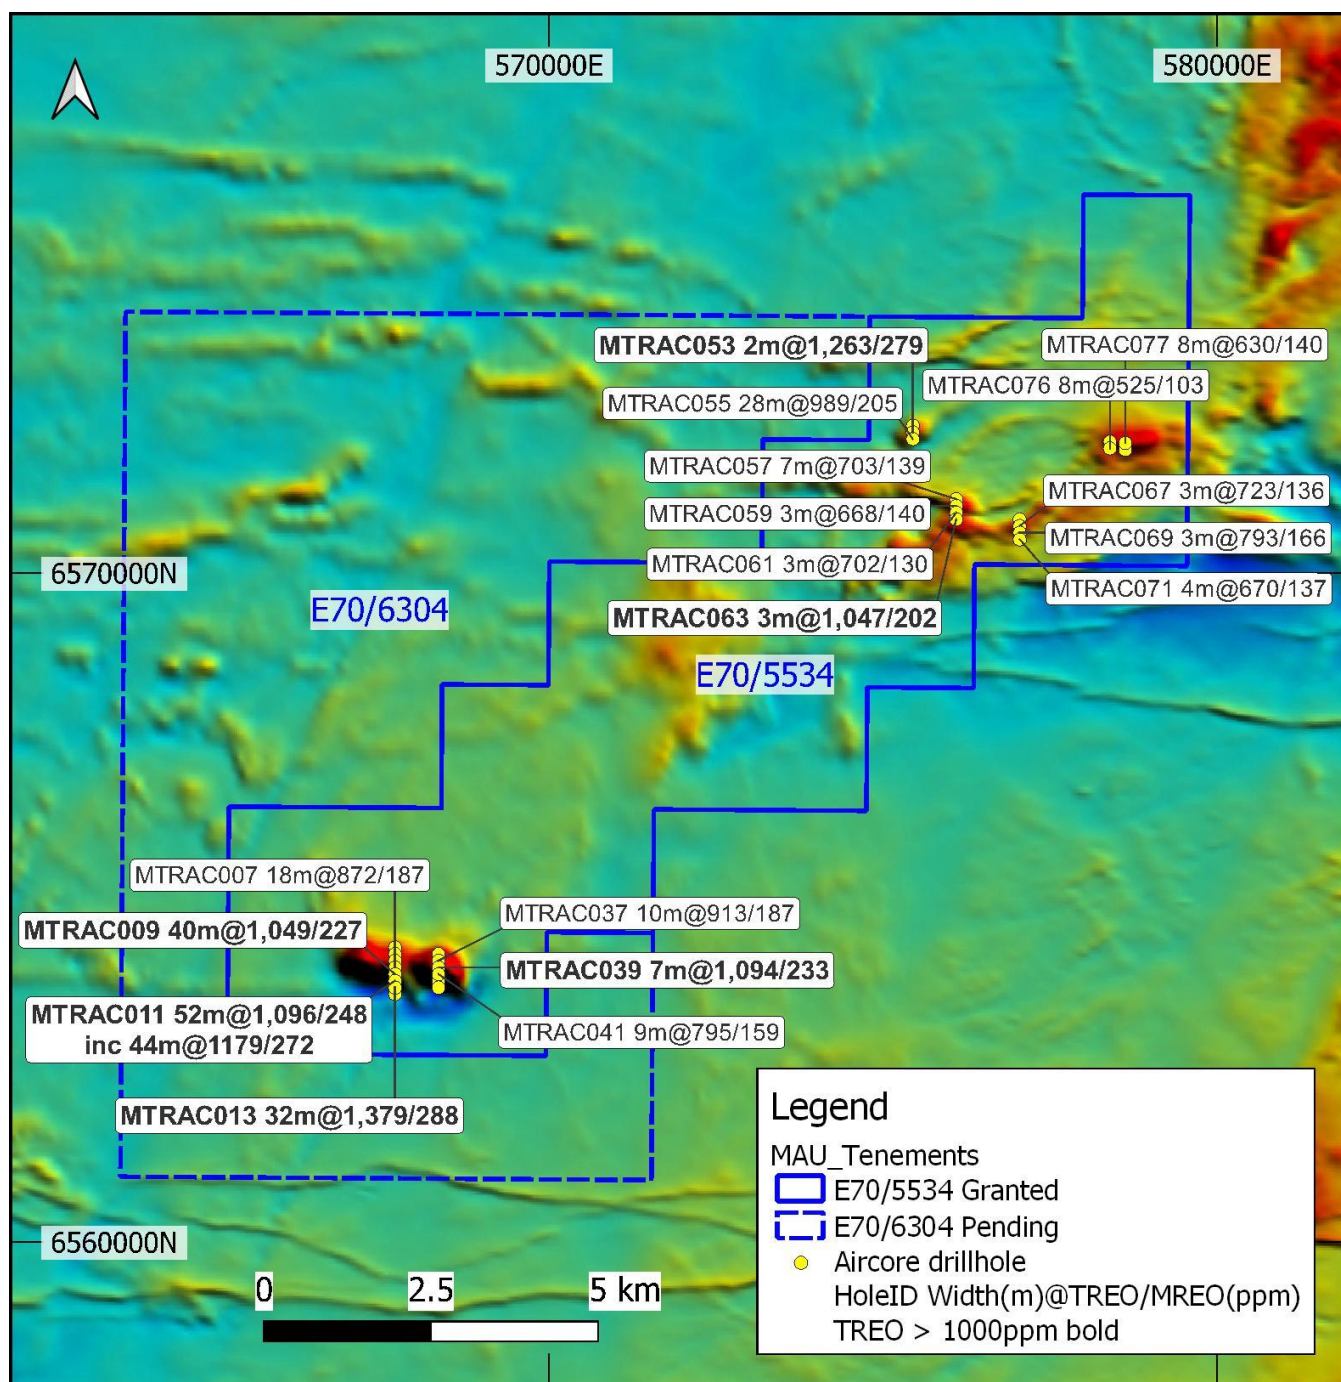 570000E
580000E
MTRAC053 2m@1,263/279
MTRAC077 8m@630/140
MTRAC076 8m@525/103
MTRAC055 28m@989/205
MTRAC057 7m@703/139
MTRAC067 3m@723/136
MTRAC059 3m@668/140
MTRAC069 3m@793/166
MTRAC061 3m@702/130
MTRAC071 4m@670/137
6570000N
E70/6304
MTRAC063 3m@1,047/202
E70/5534
MTRAC007 18m@872/187
MTRAC037 10m@913/187
MTRAC009 40m@1,049/227
MTRAC039 7m@1,094/233
MTRAC011 52m@1,096/248
inc 44m@1179/272
MTRAC041 9m@795/159
MTRAC013 32m@1,379/288
6560000N
0 2.5 5 km
Legend
MAU_Tenements
E70/5534 Granted
E70/6304 Pending
Aircore drillhole
HoleID Width(m)@TREO/MREO(ppm)
TREO > 1000ppm bold